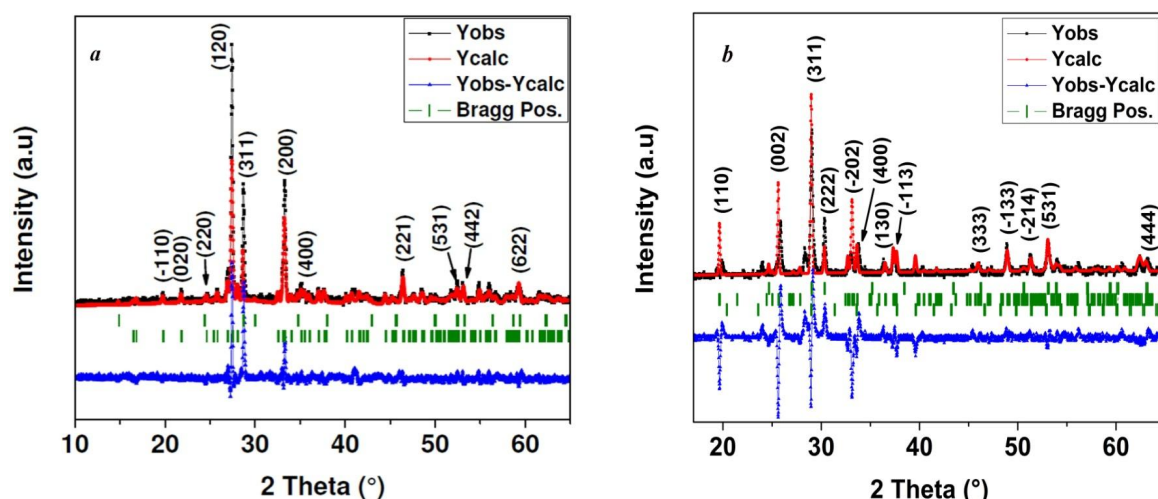 a
Yobs
Ycalc
Yobs-Ycalc
Bragg Pos.
(120)
(311)
(200)
(-110)
(020)
(220)
(400)
(221)
(531)
(442)
(622)
Intensity (a.u)
10 20 30 40 50 60
2 Theta (°)
b
Yobs
Ycalc
Yobs-Ycalc
Bragg Pos.
(110)
(002)
(311)
(222)
(-202)
(400)
(130)
(-113)
(333)
(-133)
(-214)
(531)
(444)
Intensity (a.u)
20 30 40 50 60
2 Theta (°)